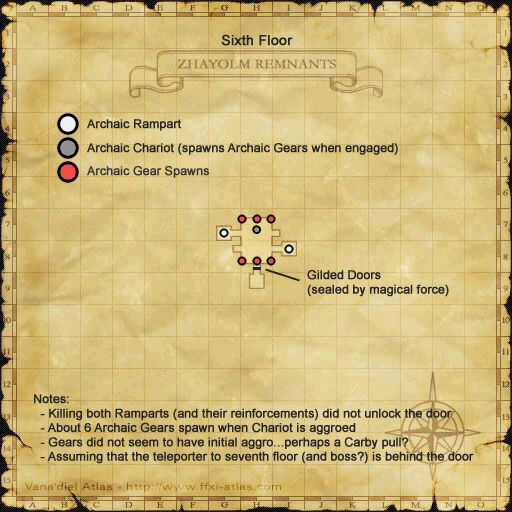 A B C D E F G H I J K L M N O
Sixth Floor
ZHAYOLM REMNANTS
Archaic Rampart
Archaic Chariot (spawns Archaic Gears when engaged)
Archaic Gear Spawns
Gilded Doors
(sealed by magical force)
Notes:
- Killing both Ramparts (and their reinforcements) did not unlock the door
- About 6 Archaic Gears spawn when Chariot is aggroed
- Gears did not seem to have initial aggro...perhaps a Carby pull?
- Assuming that the teleporter to seventh floor (and boss?) is behind the door
Vana'diel Atlas - http://www.ffxi-atlas.com